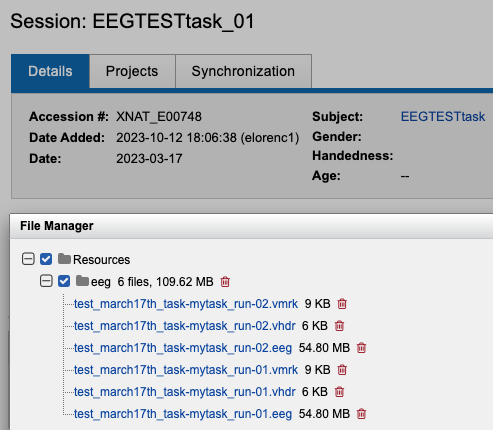 Session: EEGTESTtask_01
Details Projects Synchronization
Accession #: XNAT_E00748 Subject: EEGTESTtask
Date Added: 2023-10-12 18:06:38 (elorenc1) Gender:
Date: 2023-03-17 Handedness:
Age: --
File Manager
Resources
eeg 6 files, 109.62 MB
test_march17th_task-mytask_run-02.vmrk 9 KB
test_march17th_task-mytask_run-02.vhdr 6 KB
test_march17th_task-mytask_run-02.eeg 54.80 MB
test_march17th_task-mytask_run-01.vmrk 9 KB
test_march17th_task-mytask_run-01.vhdr 6 KB
test_march17th_task-mytask_run-01.eeg 54.80 MB